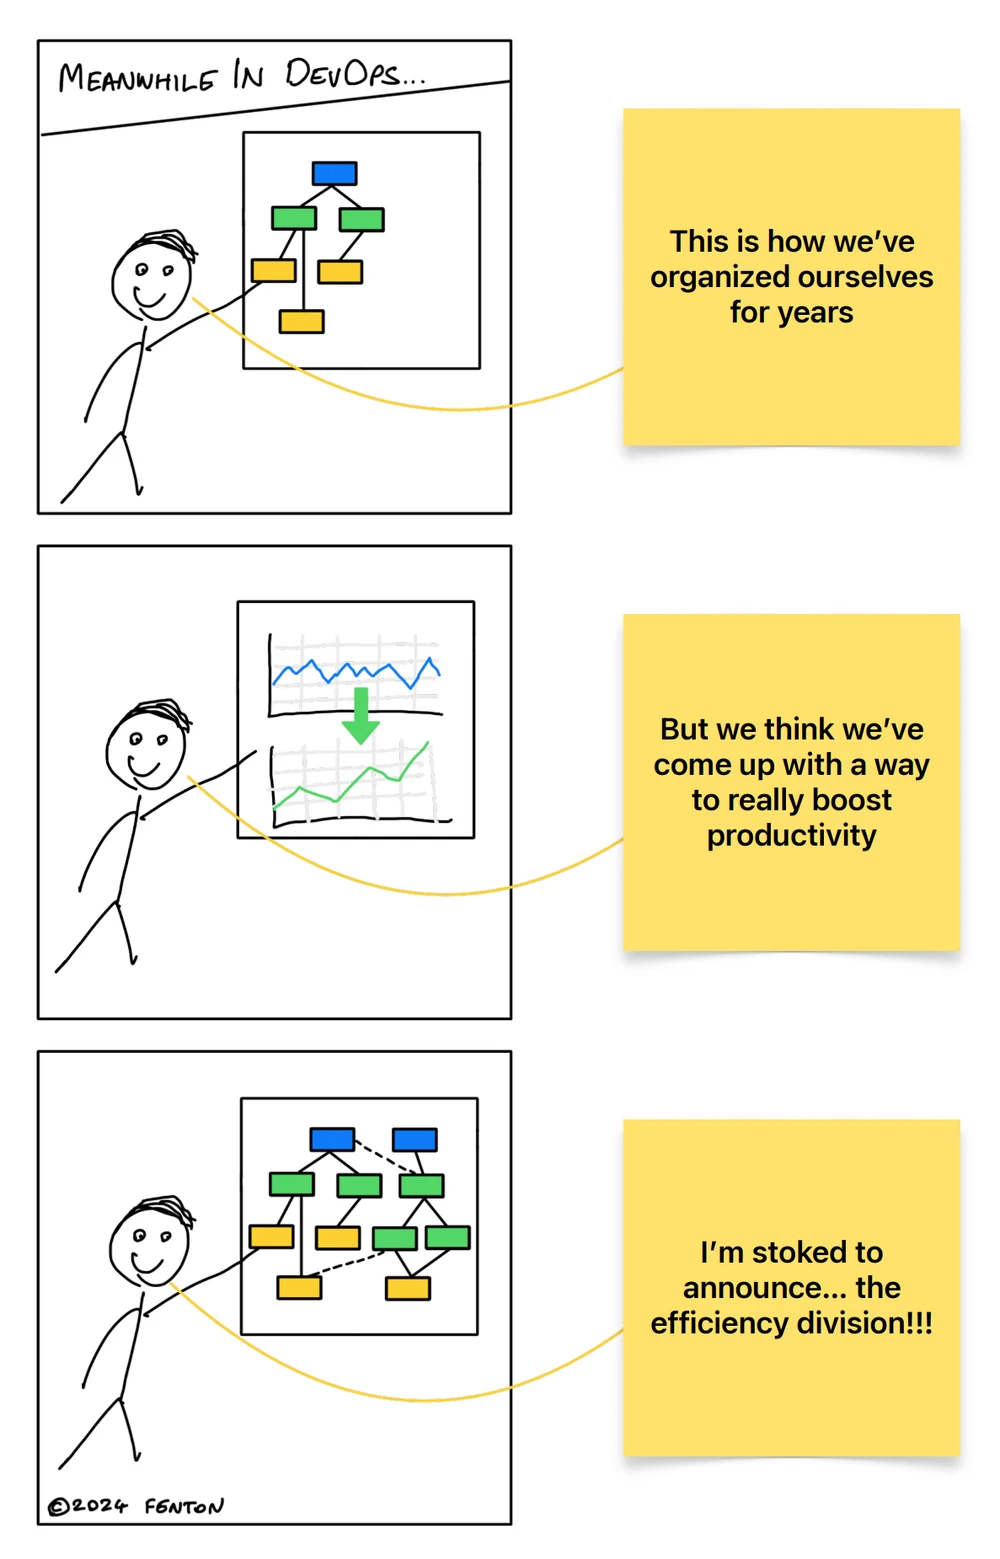 MEANWHILE IN DEVOPS...
This is how we’ve
organized ourselves
for years
But we think we’ve
come up with a way
to really boost
productivity
I’m stoked to
announce... the
efficiency division!!!
©2024 FENTON